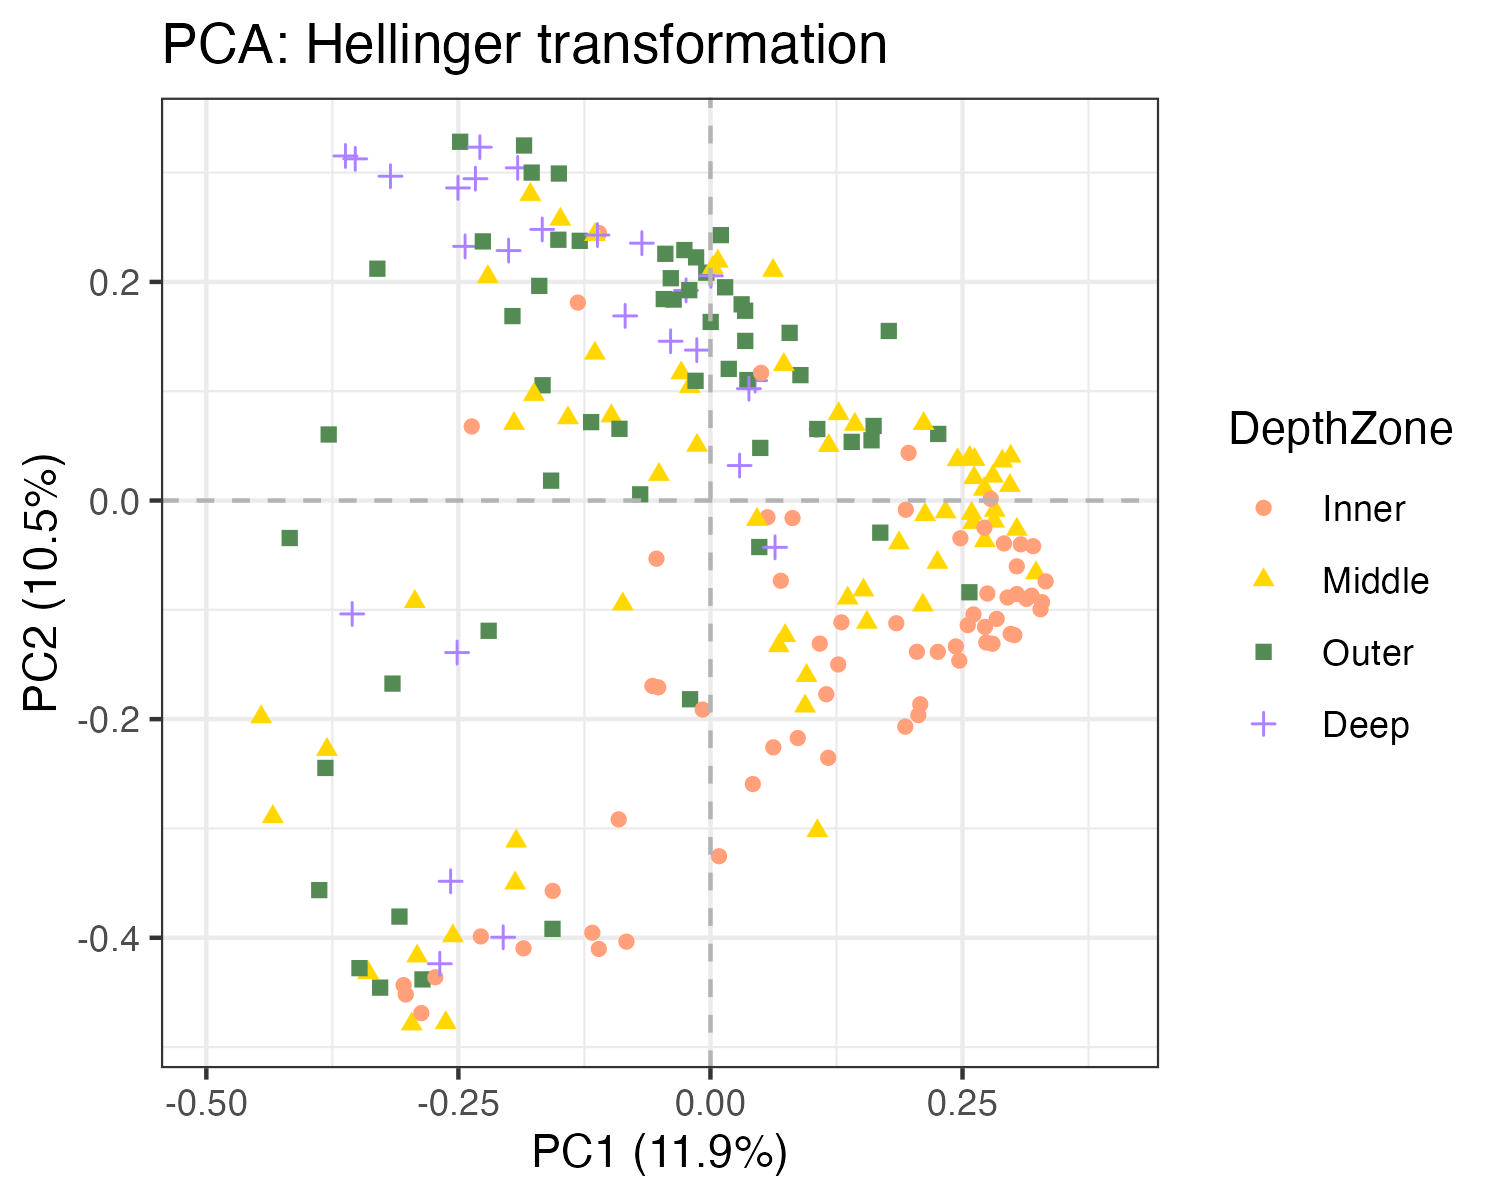 PCA: Hellinger transformation
PC2 (10.5%)
0.2
0.0
-0.2
-0.4
-0.50
-0.25
0.00
0.25
PC1 (11.9%)
DepthZone
Inner
Middle
Outer
Deep